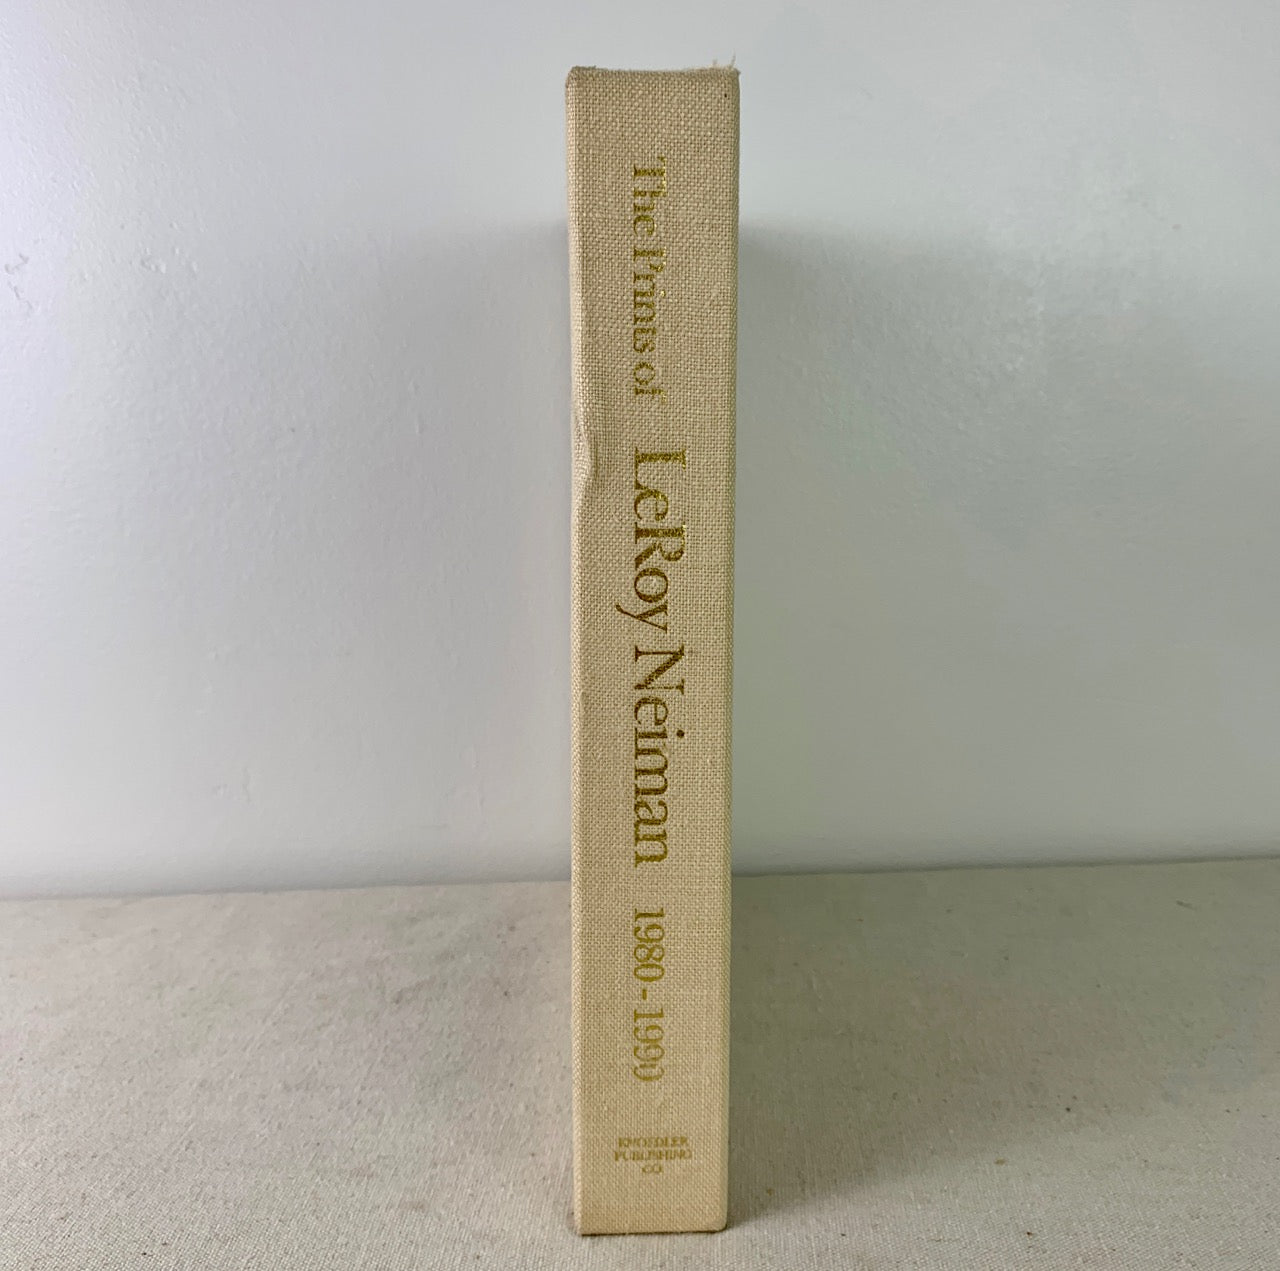 The Prints of LeRoy Neiman 1980-1990
KNOEDLER
PUBLISHING
CO